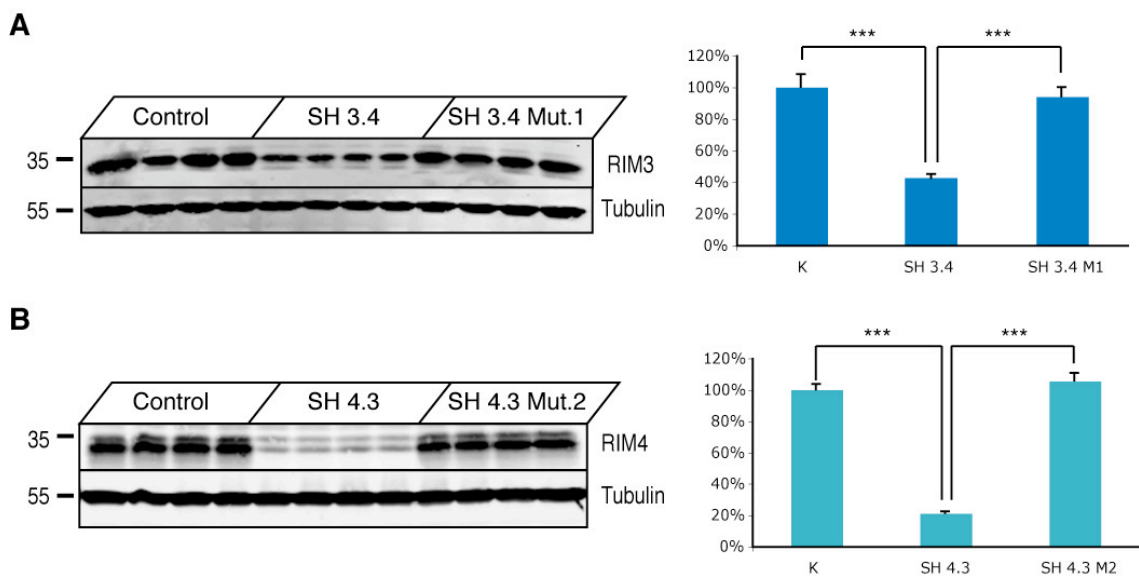 A
Control SH 3.4 SH 3.4 Mut.1
35 RIM3
55 Tubulin
*** ***
120%
100%
80%
60%
40%
20%
0%
K SH 3.4 SH 3.4 M1
B
Control SH 4.3 SH 4.3 Mut.2
35 RIM4
55 Tubulin
*** ***
120%
100%
80%
60%
40%
20%
0%
K SH 4.3 SH 4.3 M2